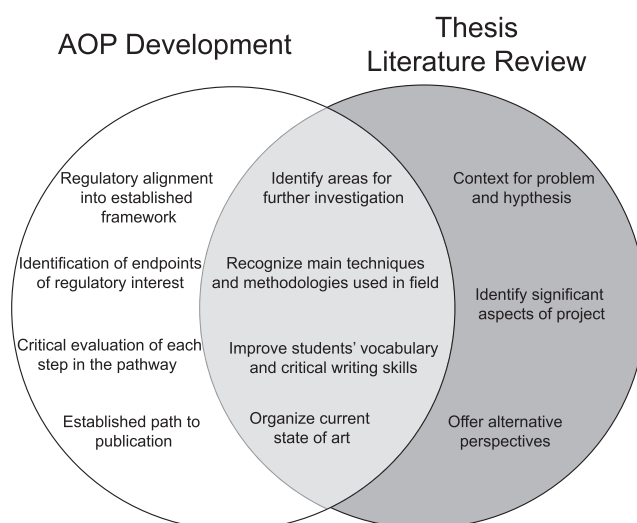 AOP Development
Thesis
Literature Review
Regulatory alignment
into established
framework
Identification of endpoints
of regulatory interest
Critical evaluation of each
step in the pathway
Established path to
publication
Identify areas for
further investigation
Recognize main techniques
and methodologies used in field
Improve students’ vocabulary
and critical writing skills
Organize current
state of art
Context for problem
and hypthesis
Identify significant
aspects of project
Offer alternative
perspectives